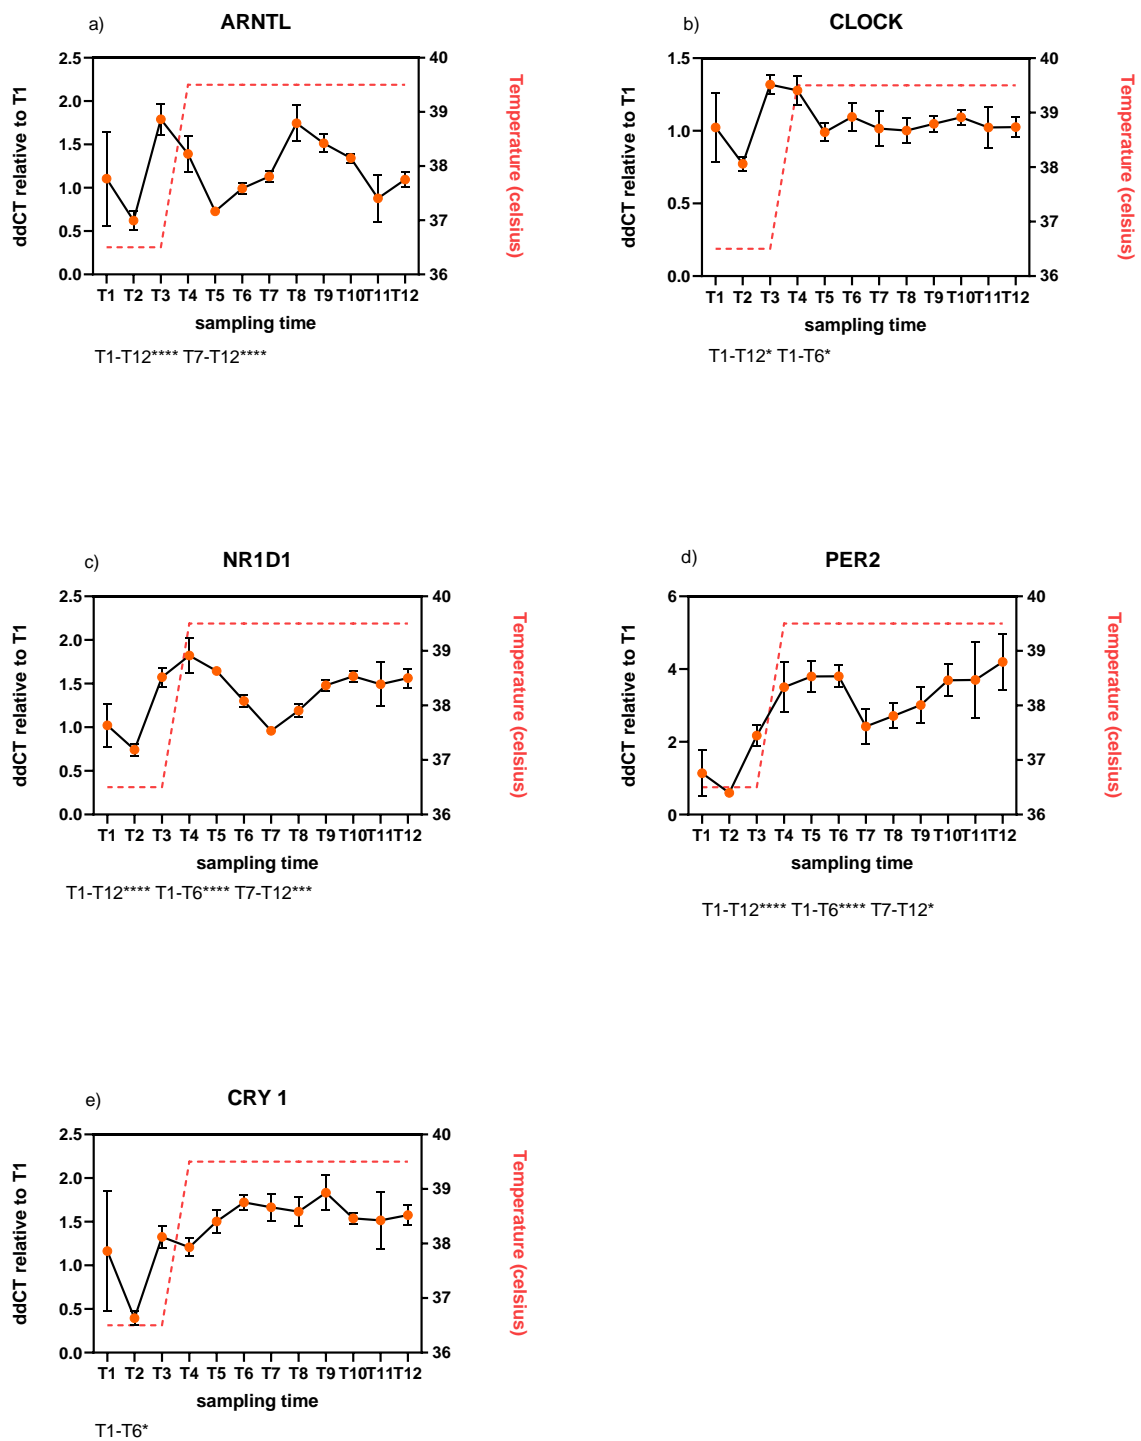 a) ARNTL
ddCT relative to T1
2.5
2.0
1.5
1.0
0.5
0.0
40
39
38
37
36
Temperature (celsius)
T1 T2 T3 T4 T5 T6 T7 T8 T9 T10 T11 T12
sampling time
T1-T12**** T7-T12****
b) CLOCK
ddCT relative to T1
1.5
1.0
0.5
0.0
40
39
38
37
36
Temperature (celsius)
T1 T2 T3 T4 T5 T6 T7 T8 T9 T10 T11 T12
sampling time
T1-T12* T1-T6*
c) NR1D1
ddCT relative to T1
2.5
2.0
1.5
1.0
0.5
0.0
40
39
38
37
36
Temperature (celsius)
T1 T2 T3 T4 T5 T6 T7 T8 T9 T10 T11 T12
sampling time
T1-T12**** T1-T6**** T7-T12***
d) PER2
ddCT relative to T1
6
4
2
0
40
39
38
37
36
Temperature (celsius)
T1 T2 T3 T4 T5 T6 T7 T8 T9 T10 T11 T12
sampling time
T1-T12**** T1-T6**** T7-T12*
e) CRY 1
ddCT relative to T1
2.5
2.0
1.5
1.0
0.5
0.0
40
39
38
37
36
Temperature (celsius)
T1 T2 T3 T4 T5 T6 T7 T8 T9 T10 T11 T12
sampling time
T1-T6*